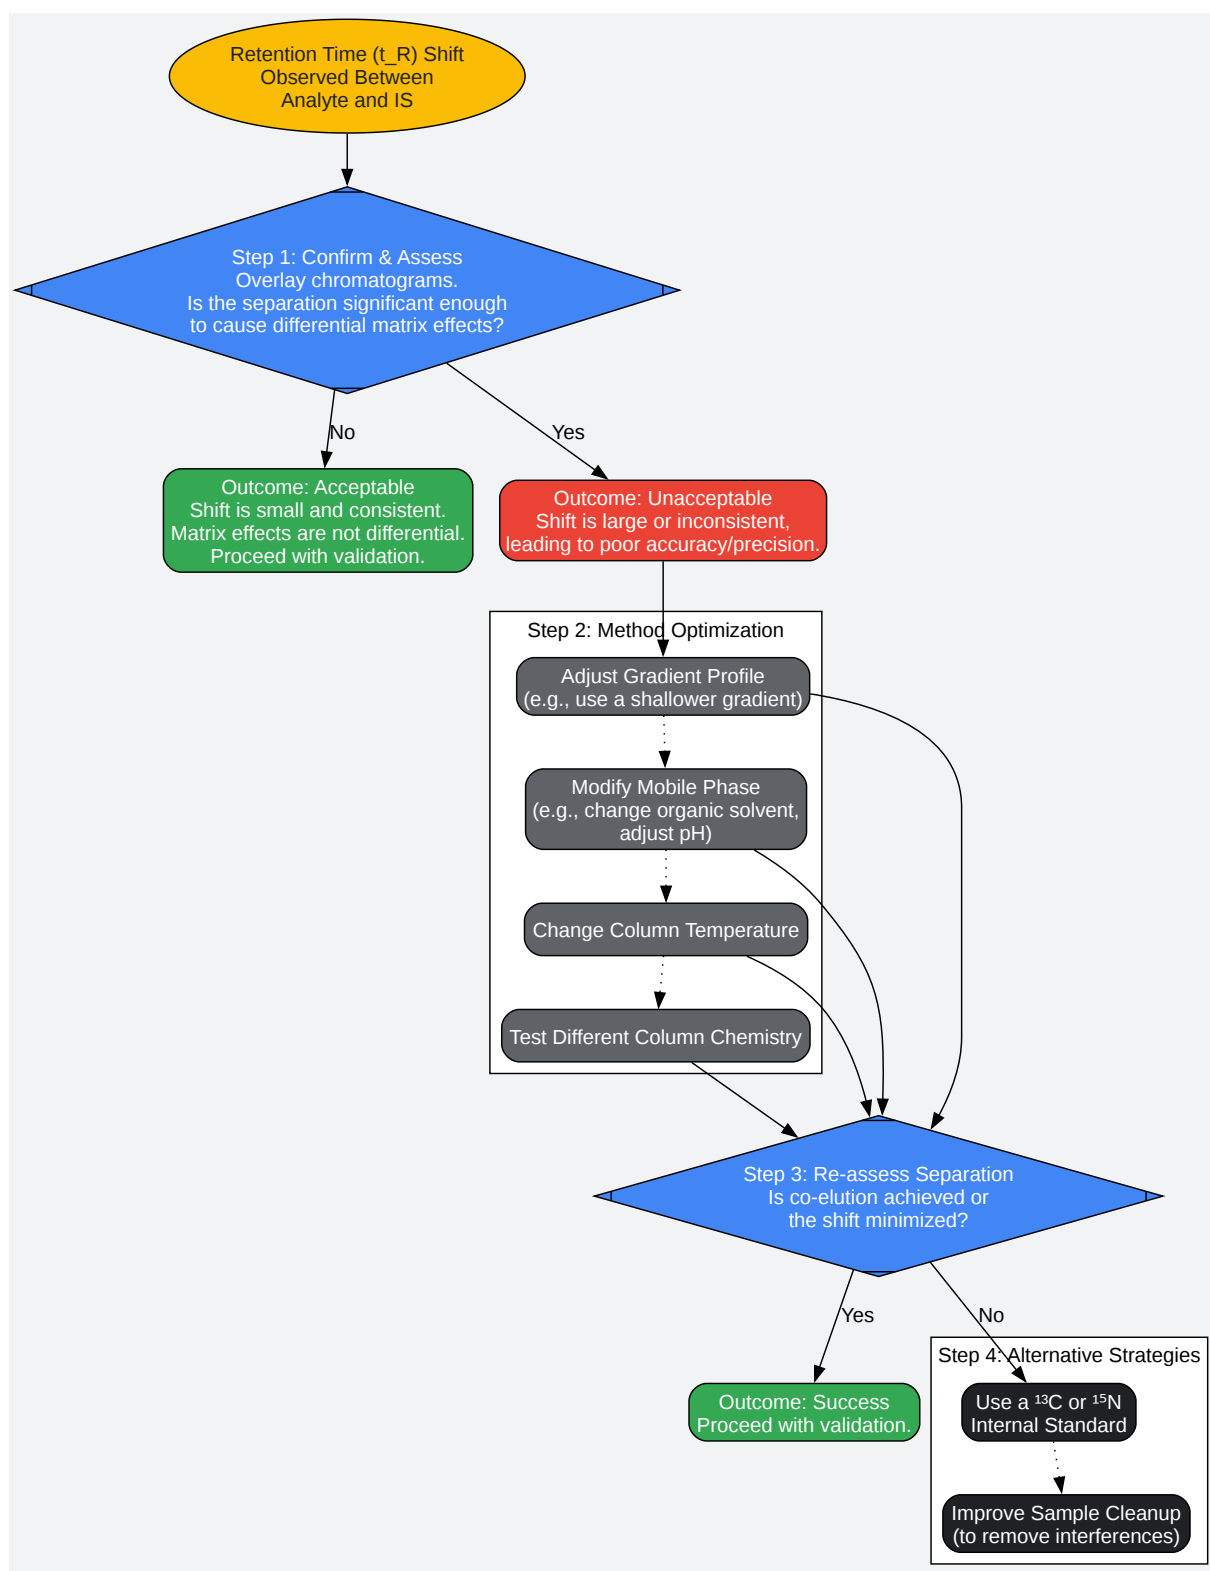 Retention Time (t_R) Shift
Observed Between
Analyte and IS
Step 1: Confirm & Assess
Overlay chromatograms.
Is the separation significant enough
to cause differential matrix effects?
No
Yes
Outcome: Acceptable
Shift is small and consistent.
Matrix effects are not differential.
Proceed with validation.
Outcome: Unacceptable
Shift is large or inconsistent,
leading to poor accuracy/precision.
Step 2: Method Optimization
Adjust Gradient Profile
(e.g., use a shallower gradient)
Modify Mobile Phase
(e.g., change organic solvent,
adjust pH)
Change Column Temperature
Test Different Column Chemistry
Step 3: Re-assess Separation
Is co-elution achieved or
the shift minimized?
Yes
No
Outcome: Success
Proceed with validation.
Step 4: Alternative Strategies
Use a ¹³C or ¹⁵N
Internal Standard
Improve Sample Cleanup
(to remove interferences)